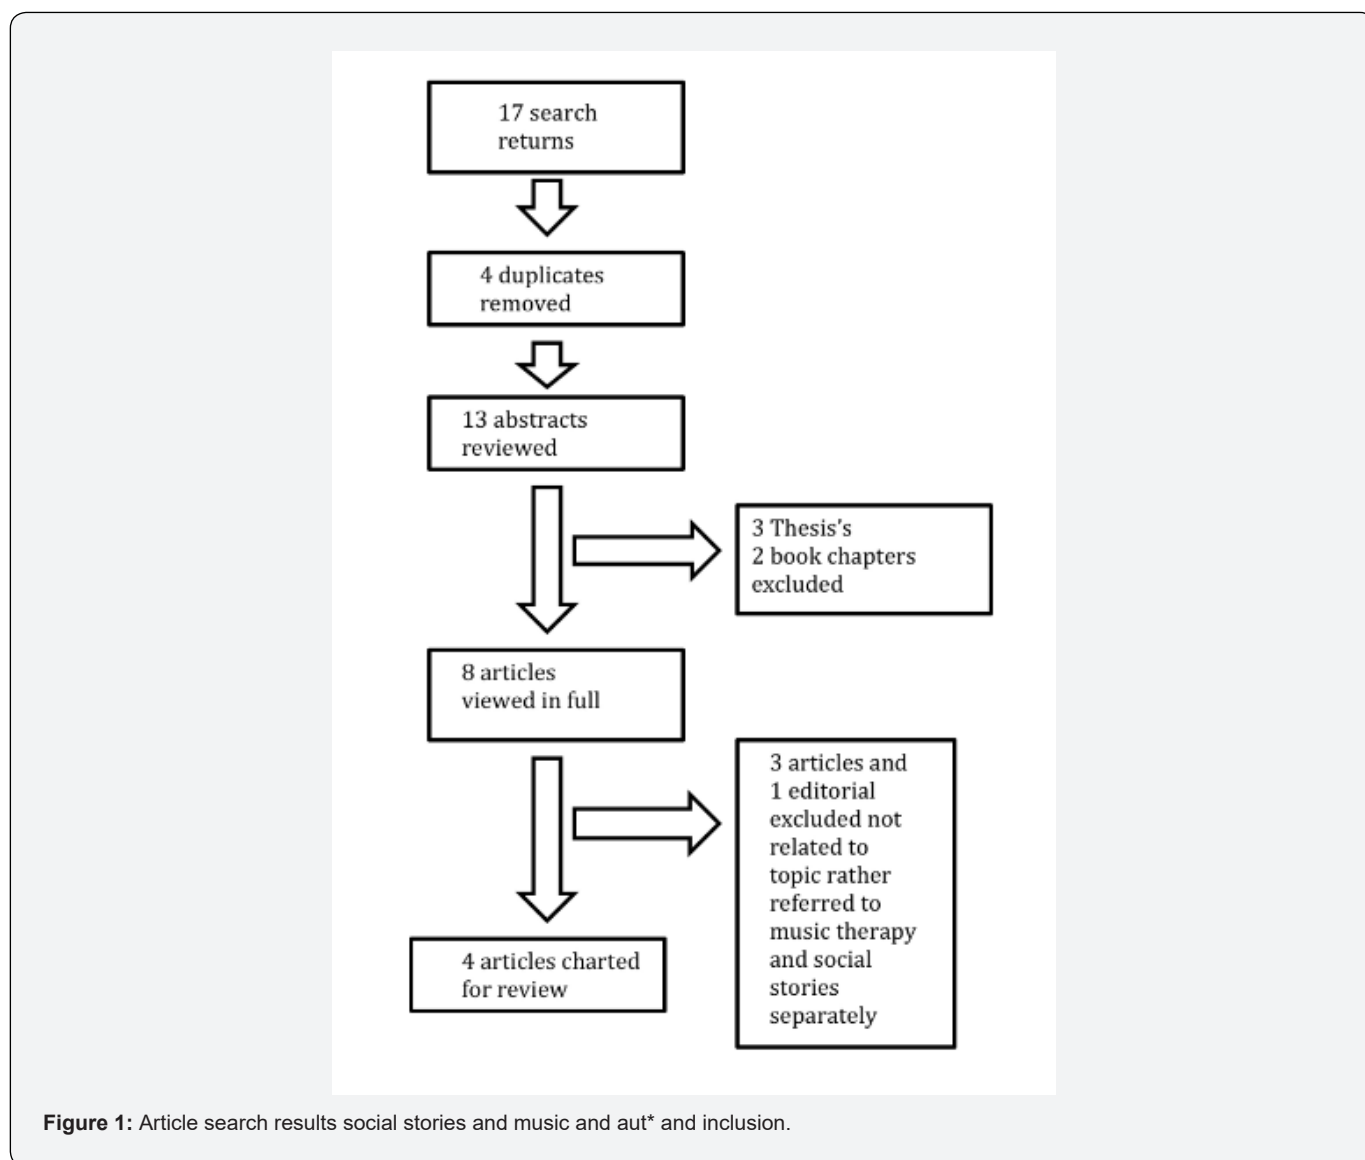 17 search
returns
4 duplicates
removed
13 abstracts
reviewed
3 Thesis's
2 book chapters
excluded
8 articles
viewed in full
3 articles and
1 editorial
excluded not
related to
topic rather
referred to
music therapy
and social
stories
separately
4 articles charted
for review
Figure 1: Article search results social stories and music and aut* and inclusion.